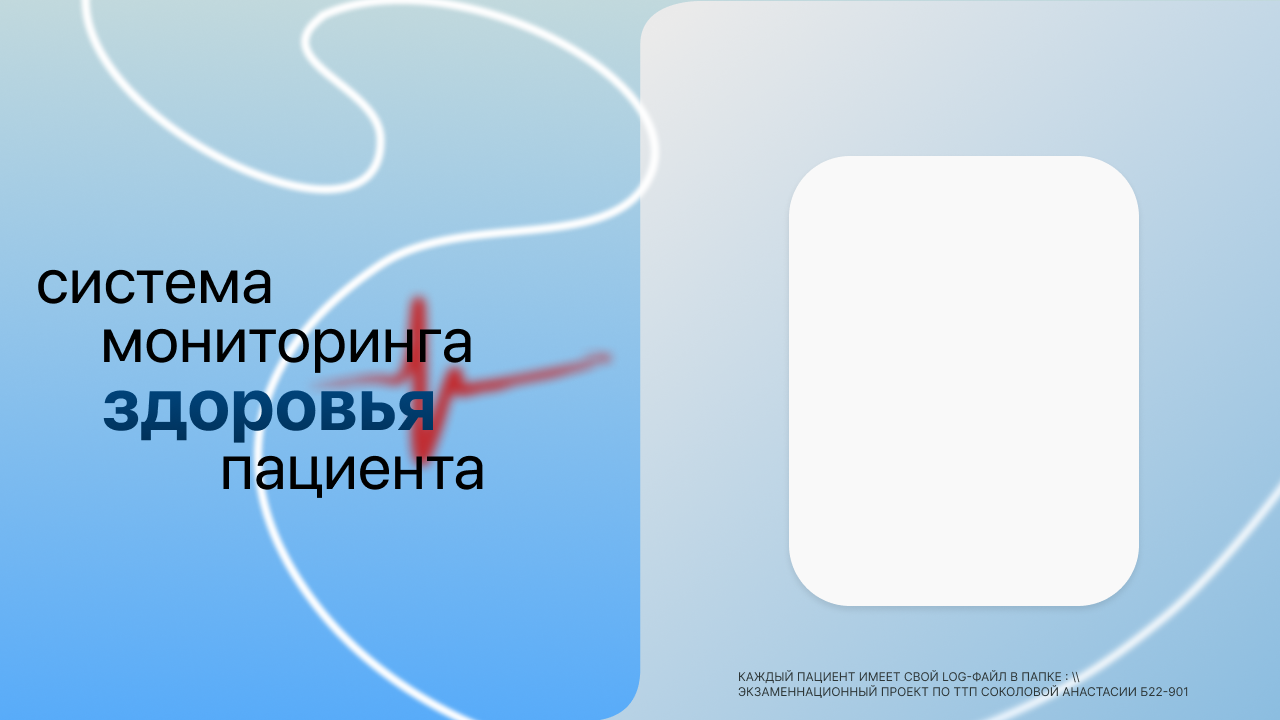 система
мониторинга
здоровья
пациента
КАЖДЫЙ ПАЦИЕНТ ИМЕЕТ СВОЙ LOG-ФАЙЛ В ПАПКЕ : \\
ЭКЗАМЕННАЦИОННЫЙ ПРОЕКТ ПО ТТП СОКОЛОВОЙ АНАСТАСИИ Б22-901